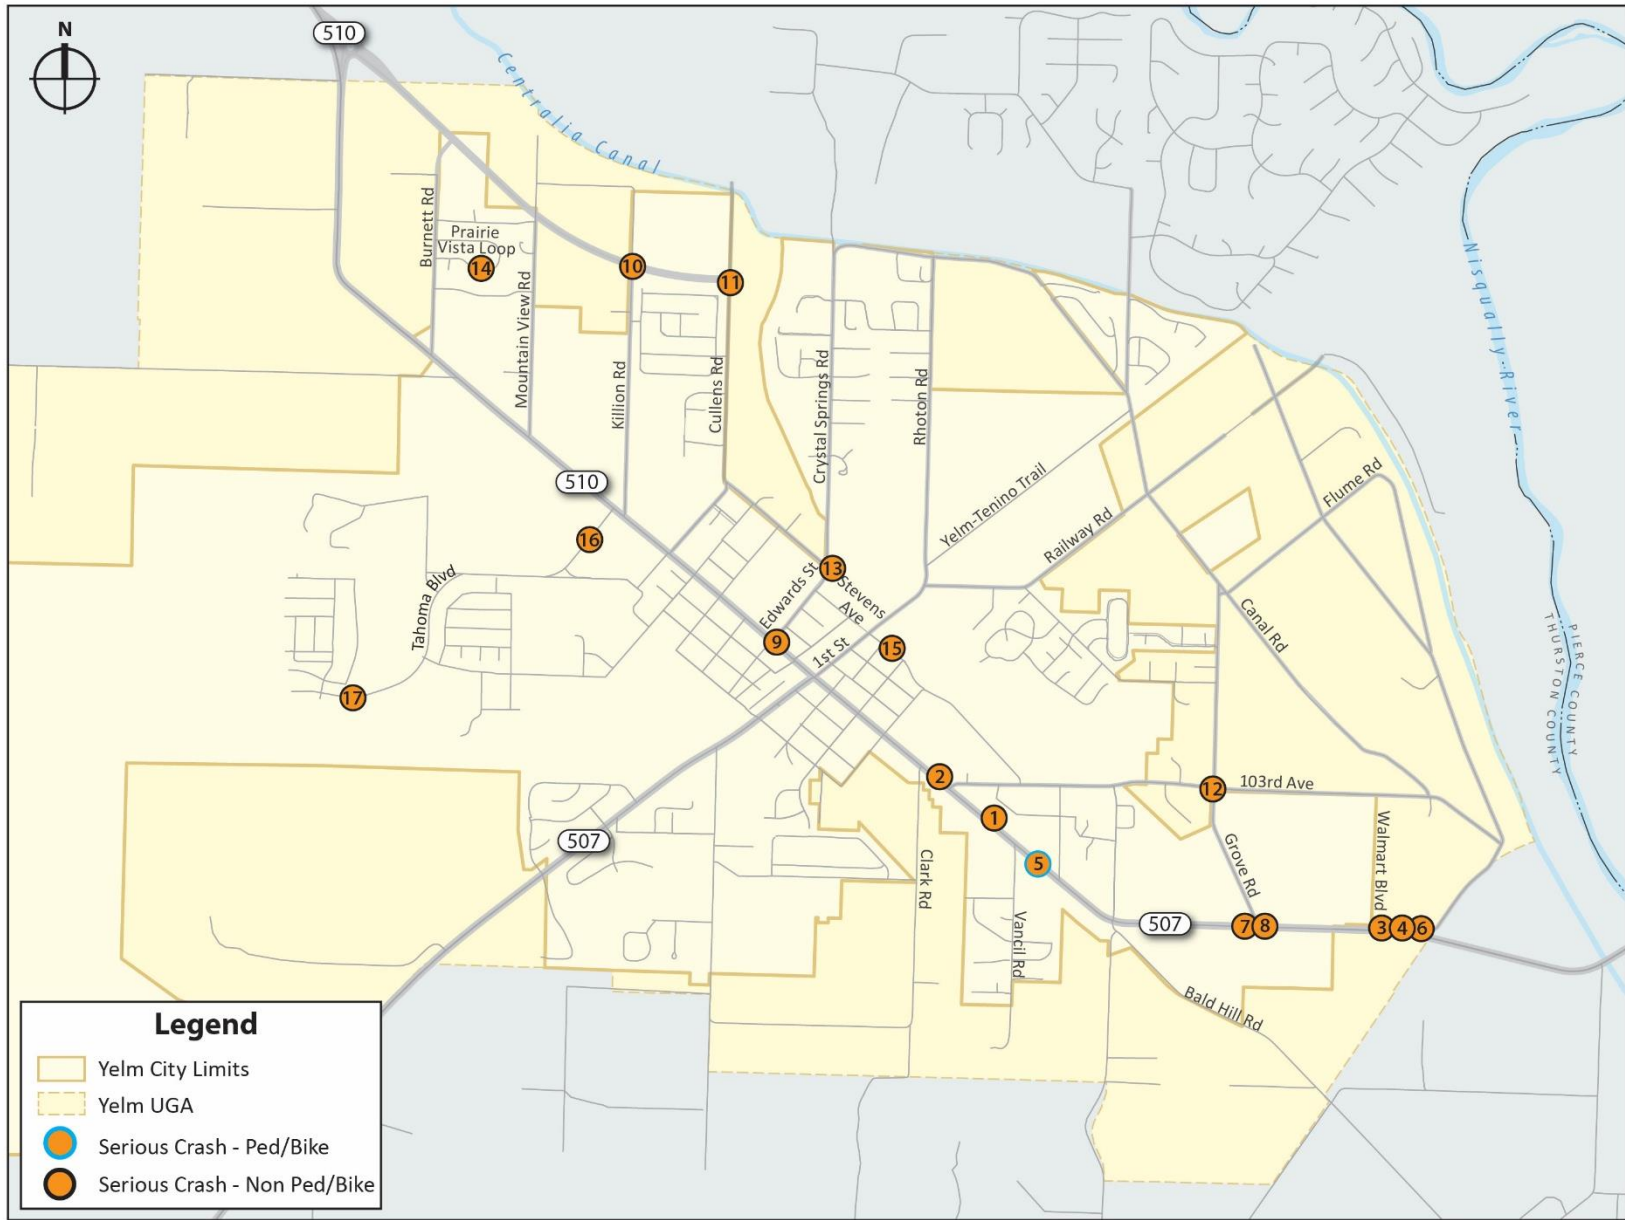 N
510
Centralia Canal
Burnett Rd
Prairie
Vista Loop
14
Mountain View Rd
10
11
Killion Rd
Cullens Rd
Crystal Springs Rd
Rhoton Rd
Nisqually River
510
16
Yelm-Tenino Trail
Railway Rd
Flume Rd
Tahoma Blvd
13
Edwards St
Stevens
Ave
9
1st St
15
Canal Rd
PIERCE COUNTY
THURSTON COUNTY
17
2
12
103rd Ave
1
507
5
Clark Rd
Grove Rd
Walmart Blvd
Vancil Rd
507
7
8
3
4
6
Bald Hill Rd
Legend
Yelm City Limits
Yelm UGA
Serious Crash - Ped/Bike
Serious Crash - Non Ped/Bike